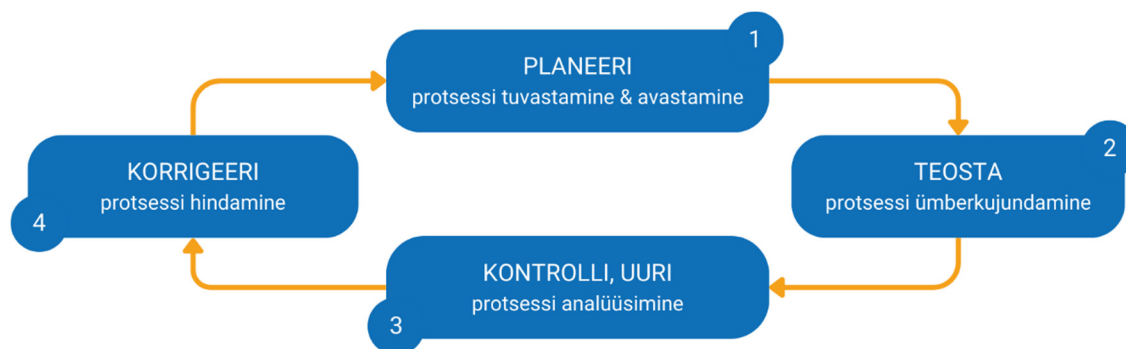 1
PLANEERI
protsessi tuvastamine & avastamine
2
TEOSTA
protsessi ümberkujundamine
3
KONTROLLI, UURI
protsessi analüüsimine
4
KORRIGEERI
protsessi hindamine